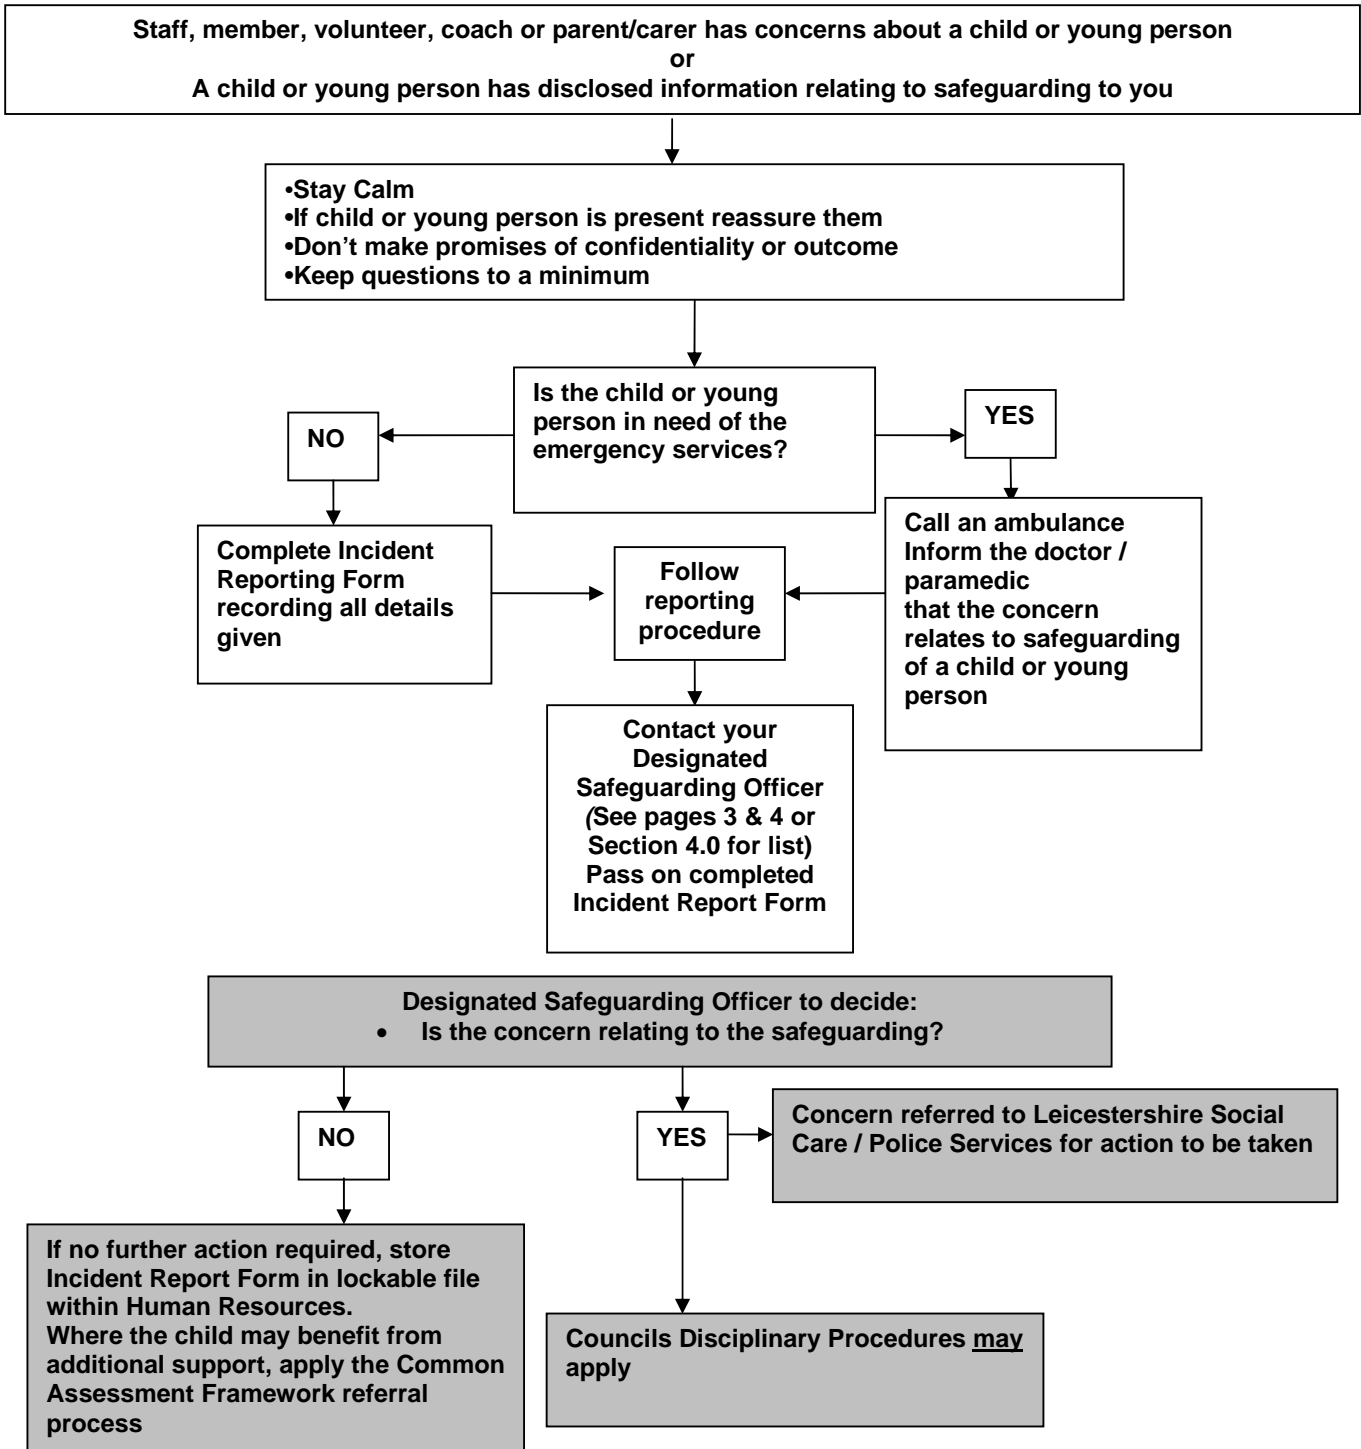 Staff, member, volunteer, coach or parent/carer has concerns about a child or young person
or
A child or young person has disclosed information relating to safeguarding to you
•Stay Calm
•If child or young person is present reassure them
•Don't make promises of confidentiality or outcome
•Keep questions to a minimum
Is the child or young
person in need of the
emergency services?
NO
YES
Complete Incident
Reporting Form
recording all details
given
Follow
reporting
procedure
Call an ambulance
Inform the doctor /
paramedic
that the concern
relates to safeguarding
of a child or young
person
Contact your
Designated
Safeguarding Officer
(See pages 3 & 4 or
Section 4.0 for list)
Pass on completed
Incident Report Form
Designated Safeguarding Officer to decide:
• Is the concern relating to the safeguarding?
NO
YES
Concern referred to Leicestershire Social
Care / Police Services for action to be taken
If no further action required, store
Incident Report Form in lockable file
within Human Resources.
Where the child may benefit from
additional support, apply the Common
Assessment Framework referral
process
Councils Disciplinary Procedures may
apply